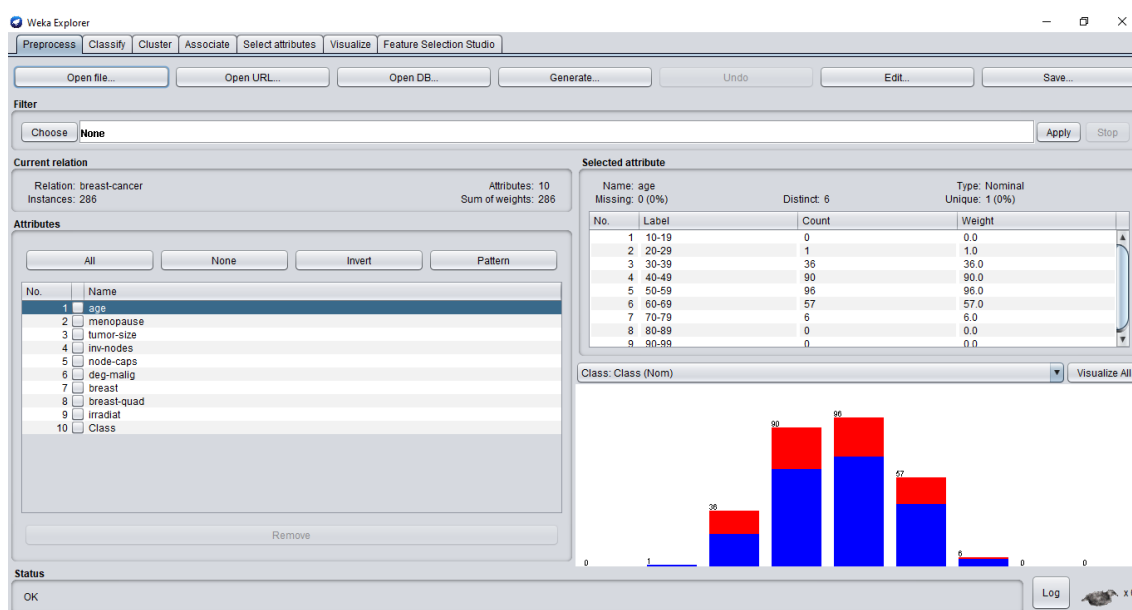 Weka Explorer
Preprocess Classify Cluster Associate Select attributes Visualize Feature Selection Studio
Open file... Open URL... Open DB... Generate... Undo Edit... Save...
Filter
Choose None Apply Stop
Current relation
Relation: breast-cancer Attributes: 10
Instances: 286 Sum of weights: 286
Attributes
All None Invert Pattern
No. Name
1 age
2 menopause
3 tumor-size
4 inv-nodes
5 node-caps
6 deg-malig
7 breast
8 breast-quad
9 irradiat
10 Class
Remove
Selected attribute
Name: age Type: Nominal
Missing: 0 (0%) Distinct: 6 Unique: 1 (0%)
No. Label Count Weight
1 10-19 0 0.0
2 20-29 1 1.0
3 30-39 36 36.0
4 40-49 90 90.0
5 50-59 96 96.0
6 60-69 57 57.0
7 70-79 6 6.0
8 80-89 0 0.0
9 90-99 0 0.0
Class: Class (Nom) Visualize All
0 1 36 90 96 57 6 0 0
Status
OK
Log x